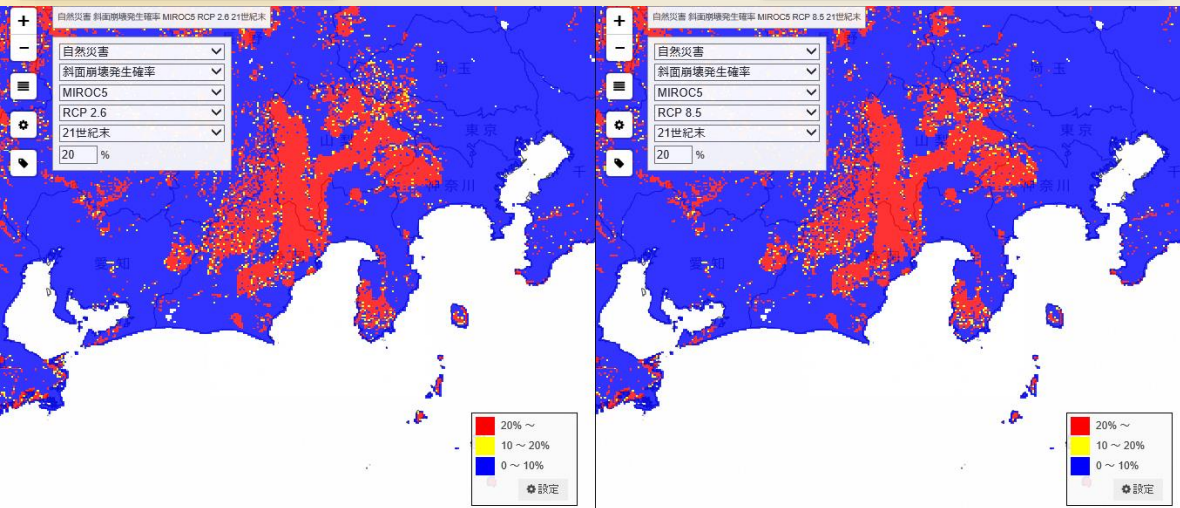 自然災害 斜面崩壊発生確率 MIROC5 RCP 2.6 21世紀末
自然災害
斜面崩壊発生確率
MIROC5
RCP 2.6
21世紀末
20 %
埼玉
東京
山梨
神奈川
千
愛知
20% ～
10 ～ 20%
0 ～ 10%
設定
自然災害 斜面崩壊発生確率 MIROC5 RCP 8.5 21世紀末
自然災害
斜面崩壊発生確率
MIROC5
RCP 8.5
21世紀末
20 %
埼玉
東京
山梨
神奈川
千
愛知
20% ～
10 ～ 20%
0 ～ 10%
設定